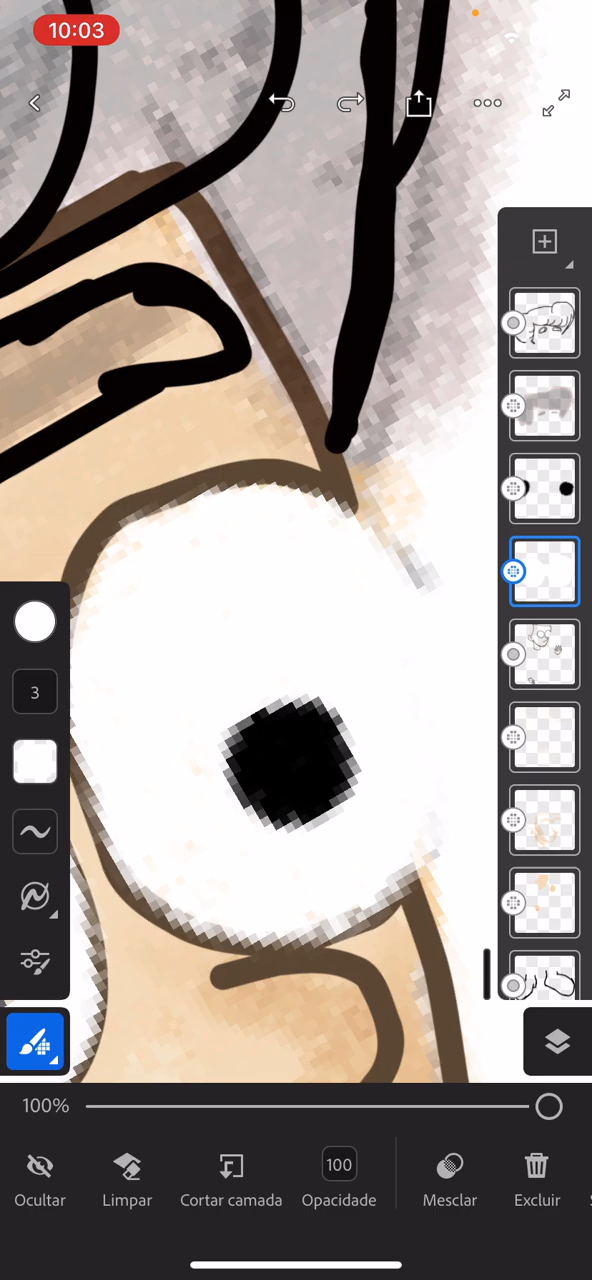 10:03
3
100%
100
Ocultar
Limpar
Cortar camada
Opacidade
Mesclar
Excluir